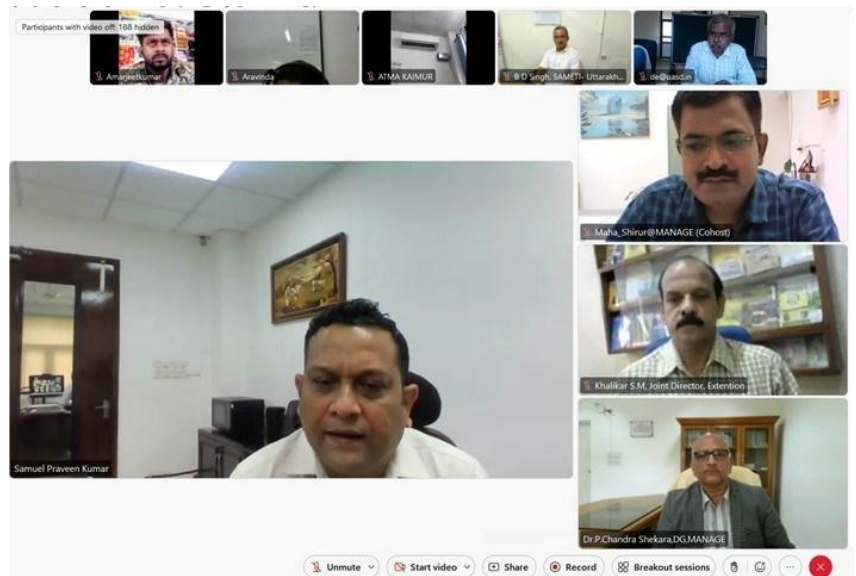 Participants with video off: 188 hidden
Amarjeetkumar
Aravinda
ATMA KAIMUR
B D Singh, SAMETI- Uttarakh...
de@uasd.in
Maha_Shirur@MANAGE (Cohost)
Khalikar S.M, Joint Director, Extention
Samuel Praveen Kumar
Dr.P.Chandra Shekara,DG,MANAGE
Unmute
Start video
Share
Record
Breakout sessions